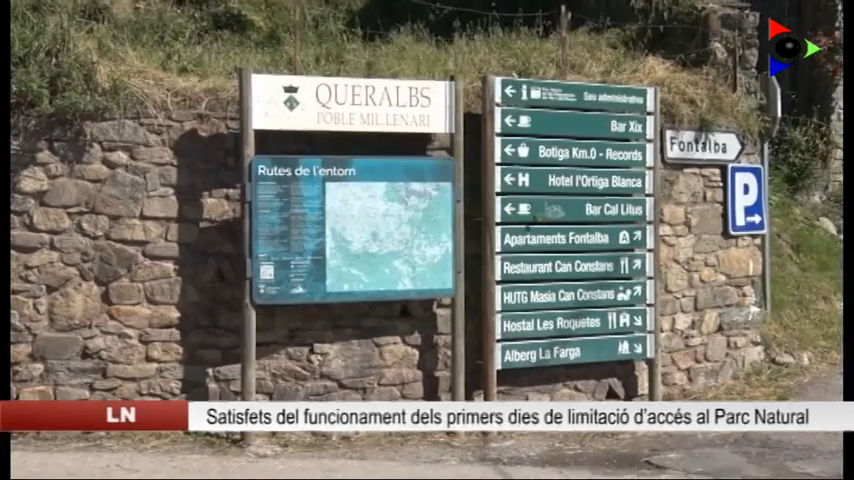 QUERALBS
POBLE MIL.LENARI
Rutes de l'entorn
Seu administrativa
Bar Xix
Botiga Km.0 - Records
Hotel l'Ortiga Blanca
Bar Cal Litus
Apartaments Fontalba
Restaurant Can Constans
HUTG Masia Can Constans
Hostal Les Roquetes
Alberg La Farga
Fontalba
P
LN
Satisfets del funcionament dels primers dies de limitació d'accés al Parc Natural